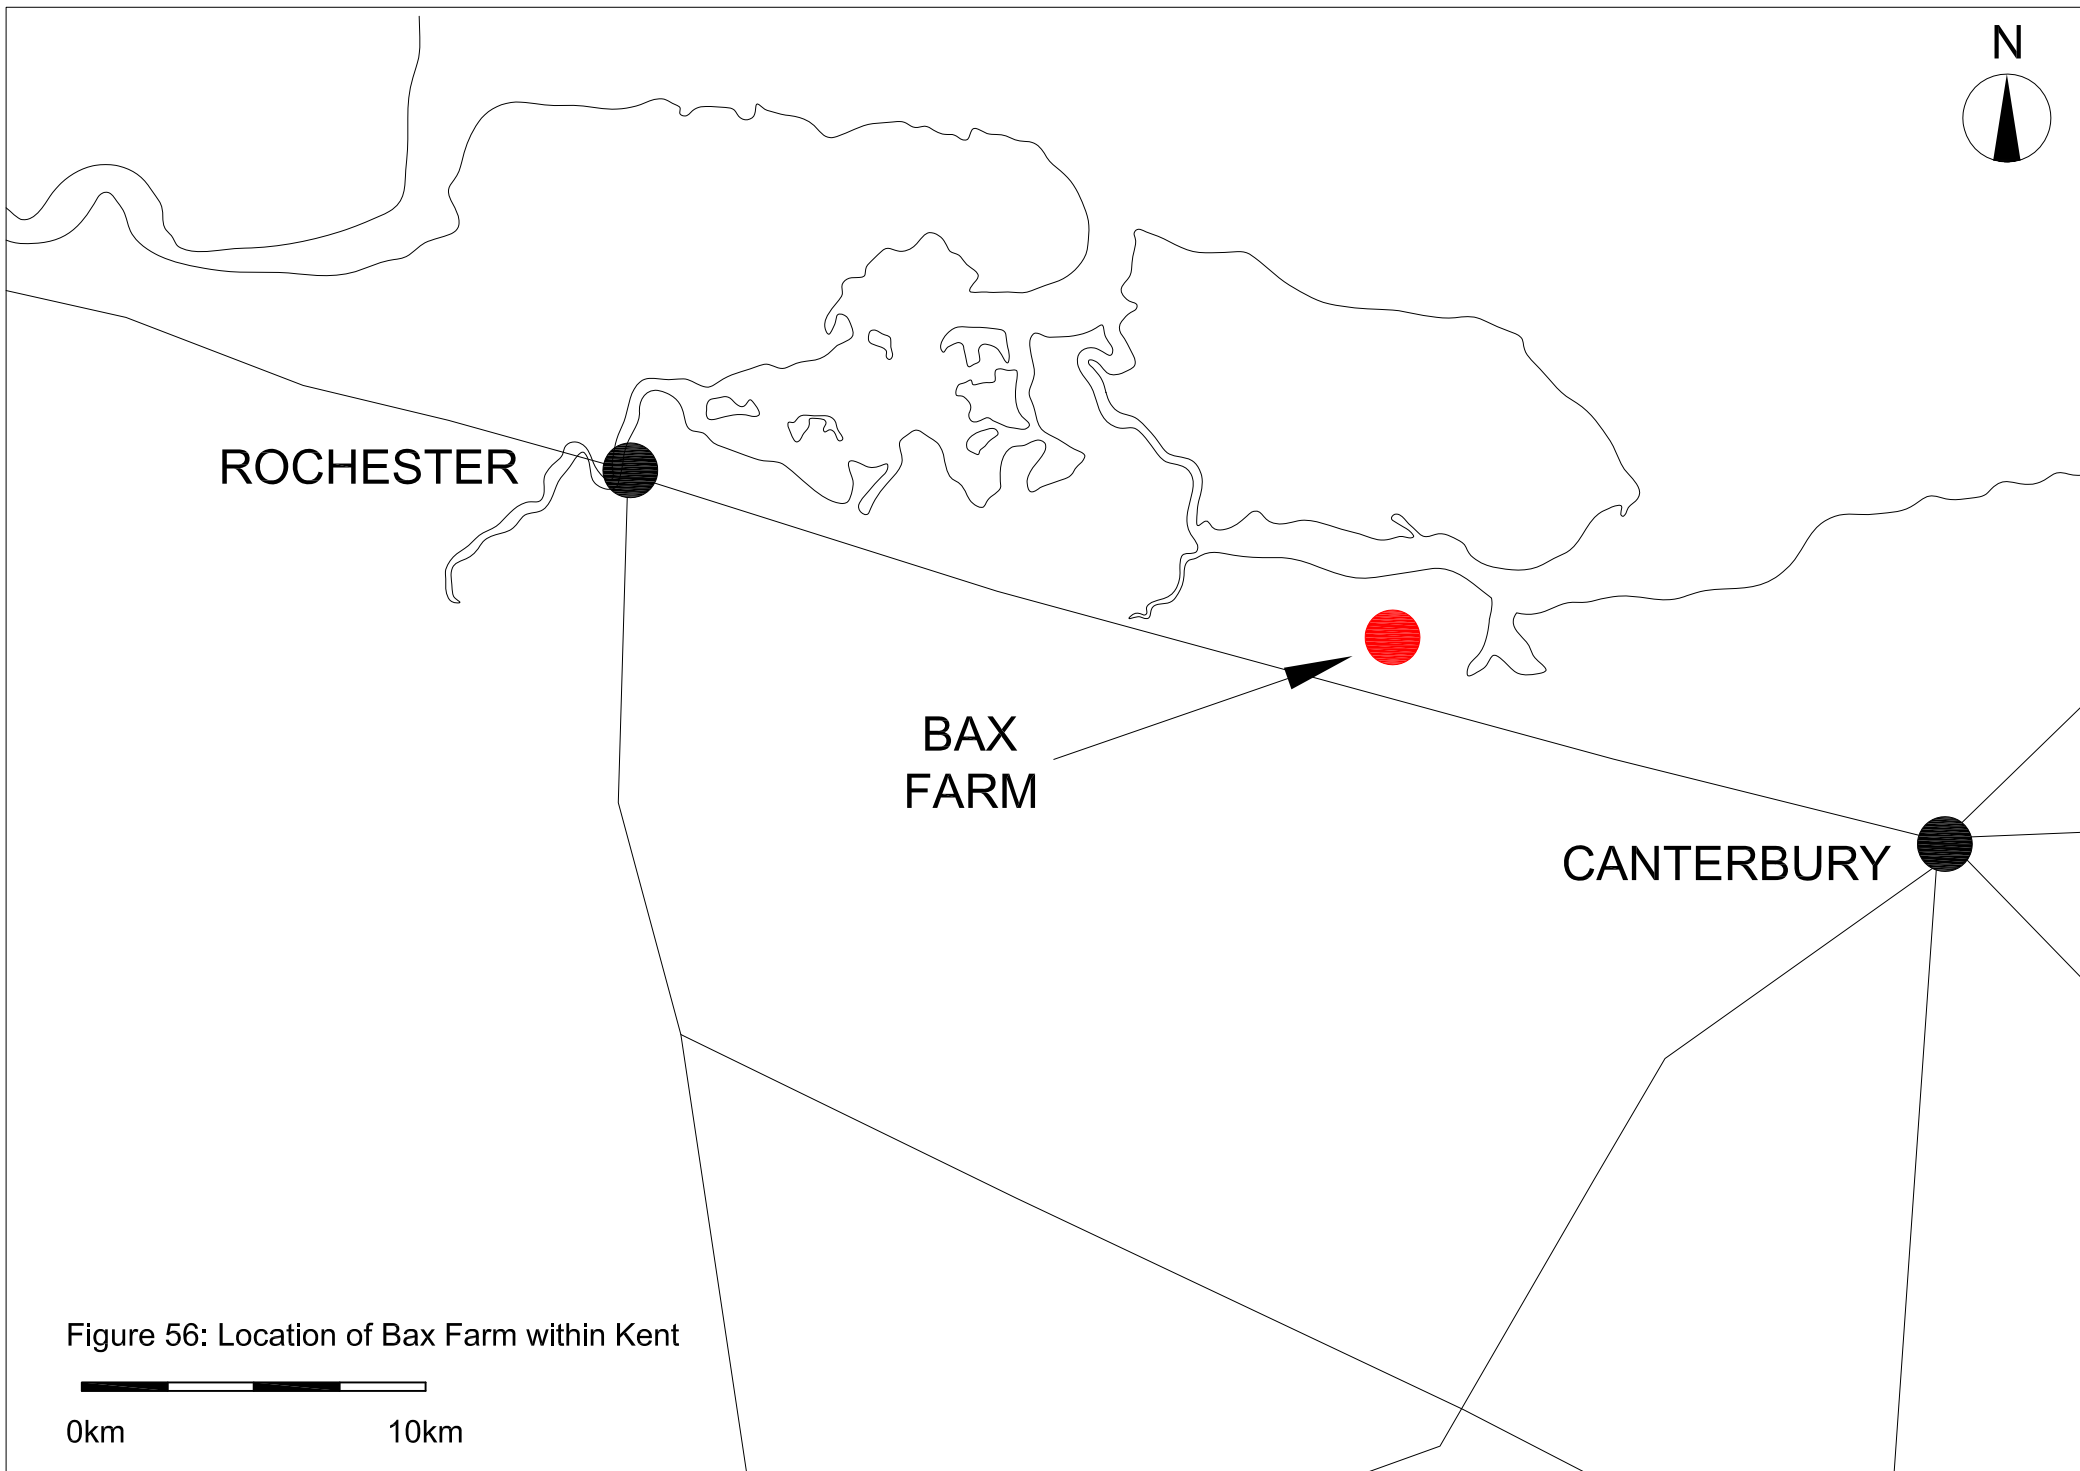 N
ROCHESTER
BAX
FARM
CANTERBURY
Figure 56: Location of Bax Farm within Kent
0km 10km